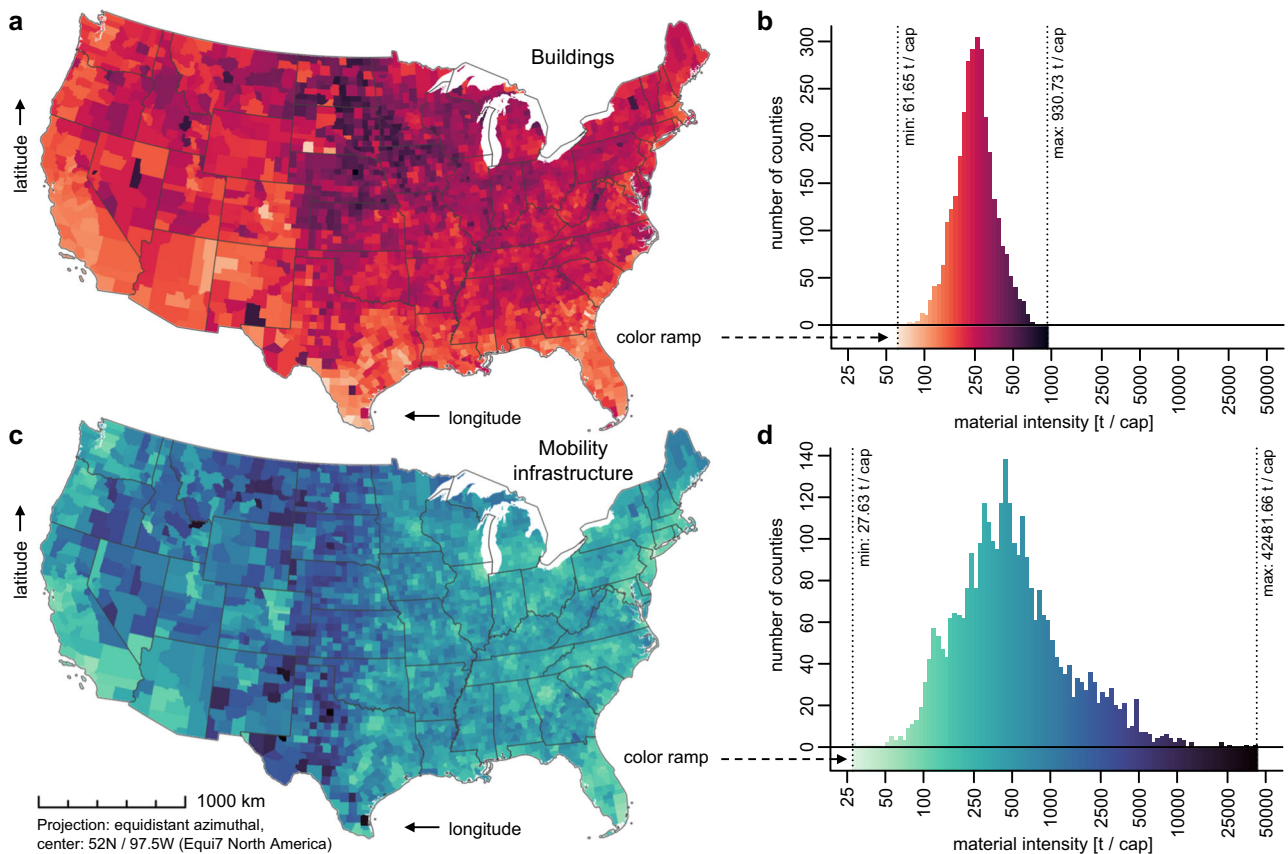 a
Buildings
latitude
color ramp
longitude
b
number of counties
300
250
200
150
100
50
0
min: 61.65 t / cap
max: 930.73 t / cap
25
50
100
250
500
1000
2500
5000
10000
25000
50000
material intensity [t / cap]
c
Mobility
infrastructure
latitude
color ramp
longitude
1000 km
Projection: equidistant azimuthal,
center: 52N / 97.5W (Equi7 North America)
d
number of counties
140
120
100
80
60
40
20
0
min: 27.63 t / cap
max: 42481.66 t / cap
25
50
100
250
500
1000
2500
5000
10000
25000
50000
material intensity [t / cap]